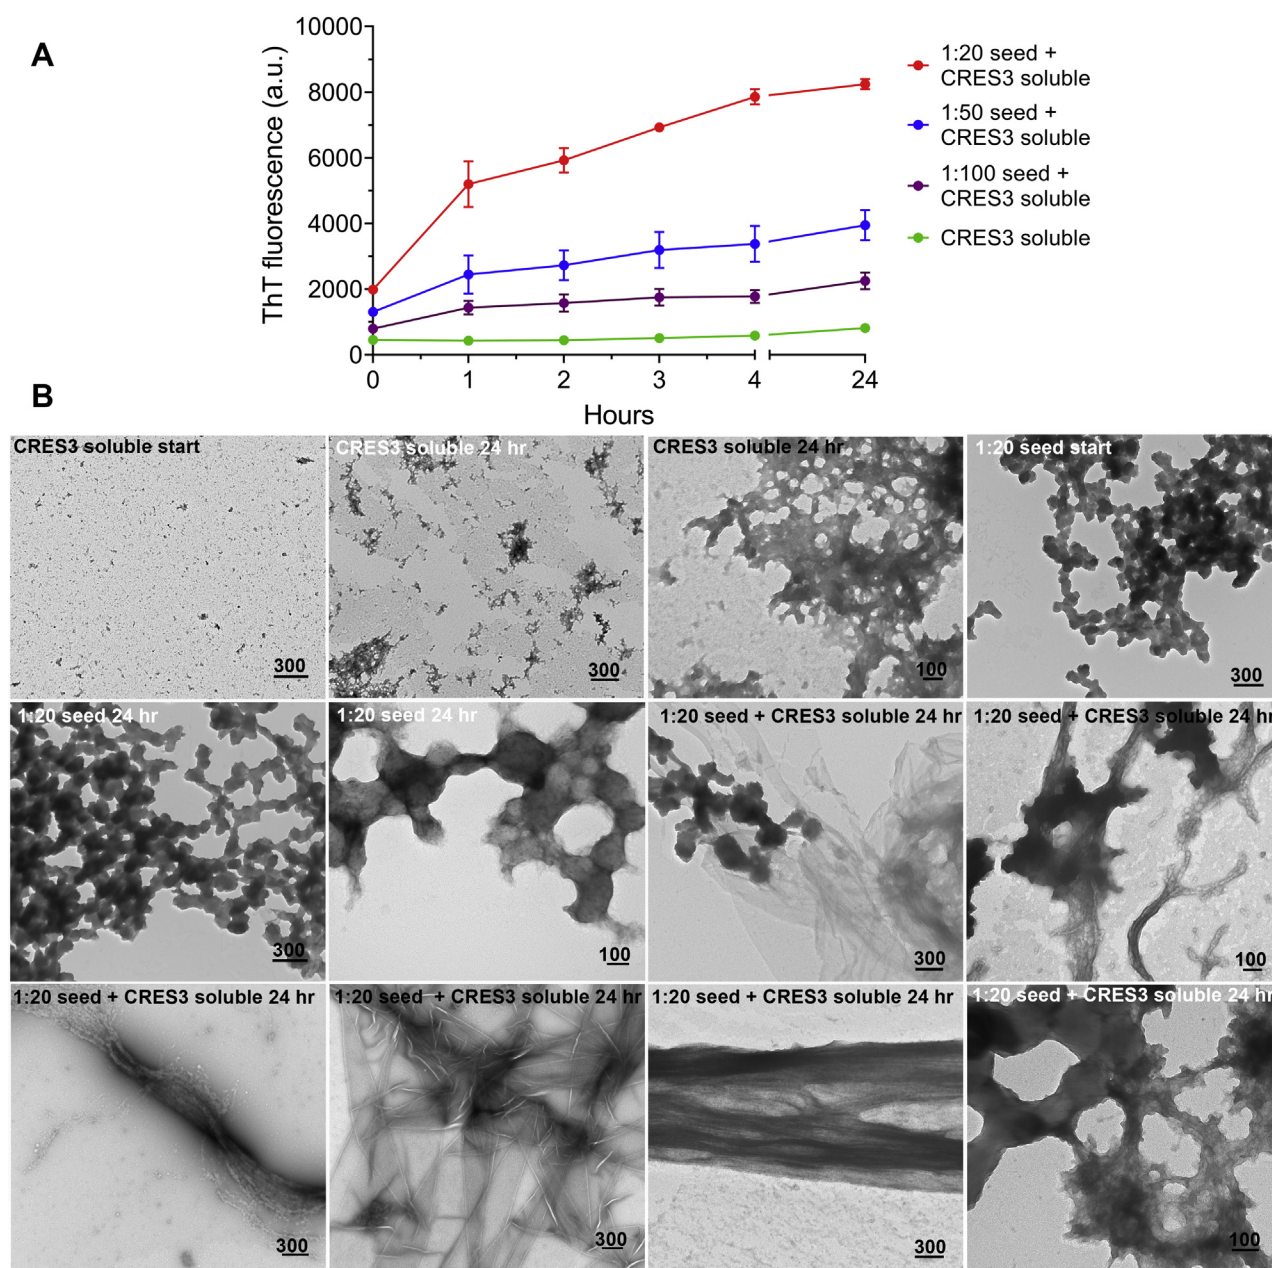 A
10000
8000
6000
4000
2000
0
ThT fluorescence (a.u.)
0 1 2 3 4 24
Hours
1:20 seed +
CRES3 soluble
1:50 seed +
CRES3 soluble
1:100 seed +
CRES3 soluble
CRES3 soluble
B
CRES3 soluble start
300
CRES3 soluble 24 hr
300
CRES3 soluble 24 hr
100
1:20 seed start
300
1:20 seed 24 hr
300
1:20 seed 24 hr
100
1:20 seed + CRES3 soluble 24 hr
300
1:20 seed + CRES3 soluble 24 hr
100
1:20 seed + CRES3 soluble 24 hr
300
1:20 seed + CRES3 soluble 24 hr
300
1:20 seed + CRES3 soluble 24 hr
300
1:20 seed + CRES3 soluble 24 hr
100